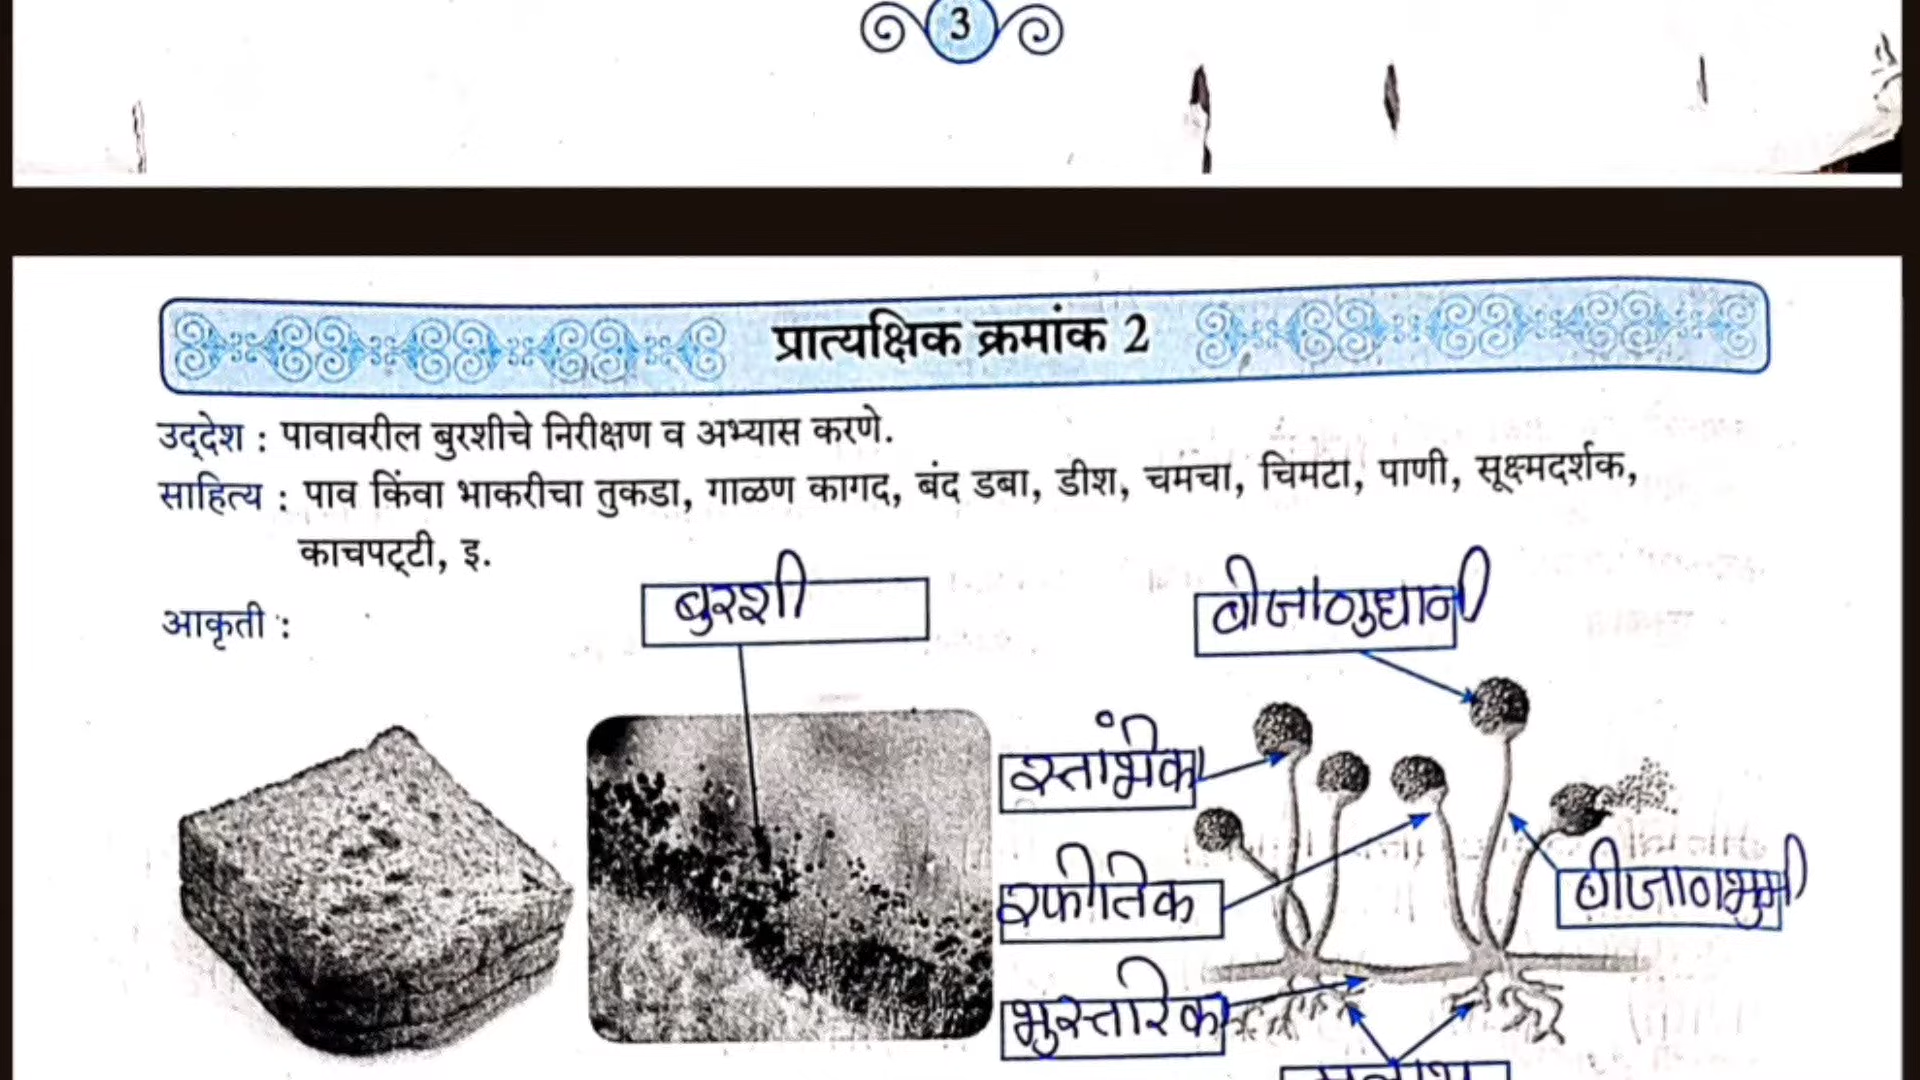 3
प्रात्यक्षिक क्रमांक 2
उद्देश : पावावरील बुरशीचे निरीक्षण व अभ्यास करणे.
साहित्य : पाव किंवा भाकरीचा तुकडा, गाळण कागद, बंद डबा, डीश, चमचा, चिमटा, पाणी, सूक्ष्मदर्शक,
काचपट्टी, इ.
आकृती :
बुरशी
बीजाणुधानी
स्तंभिका
स्फीतिका
भुस्तारिका